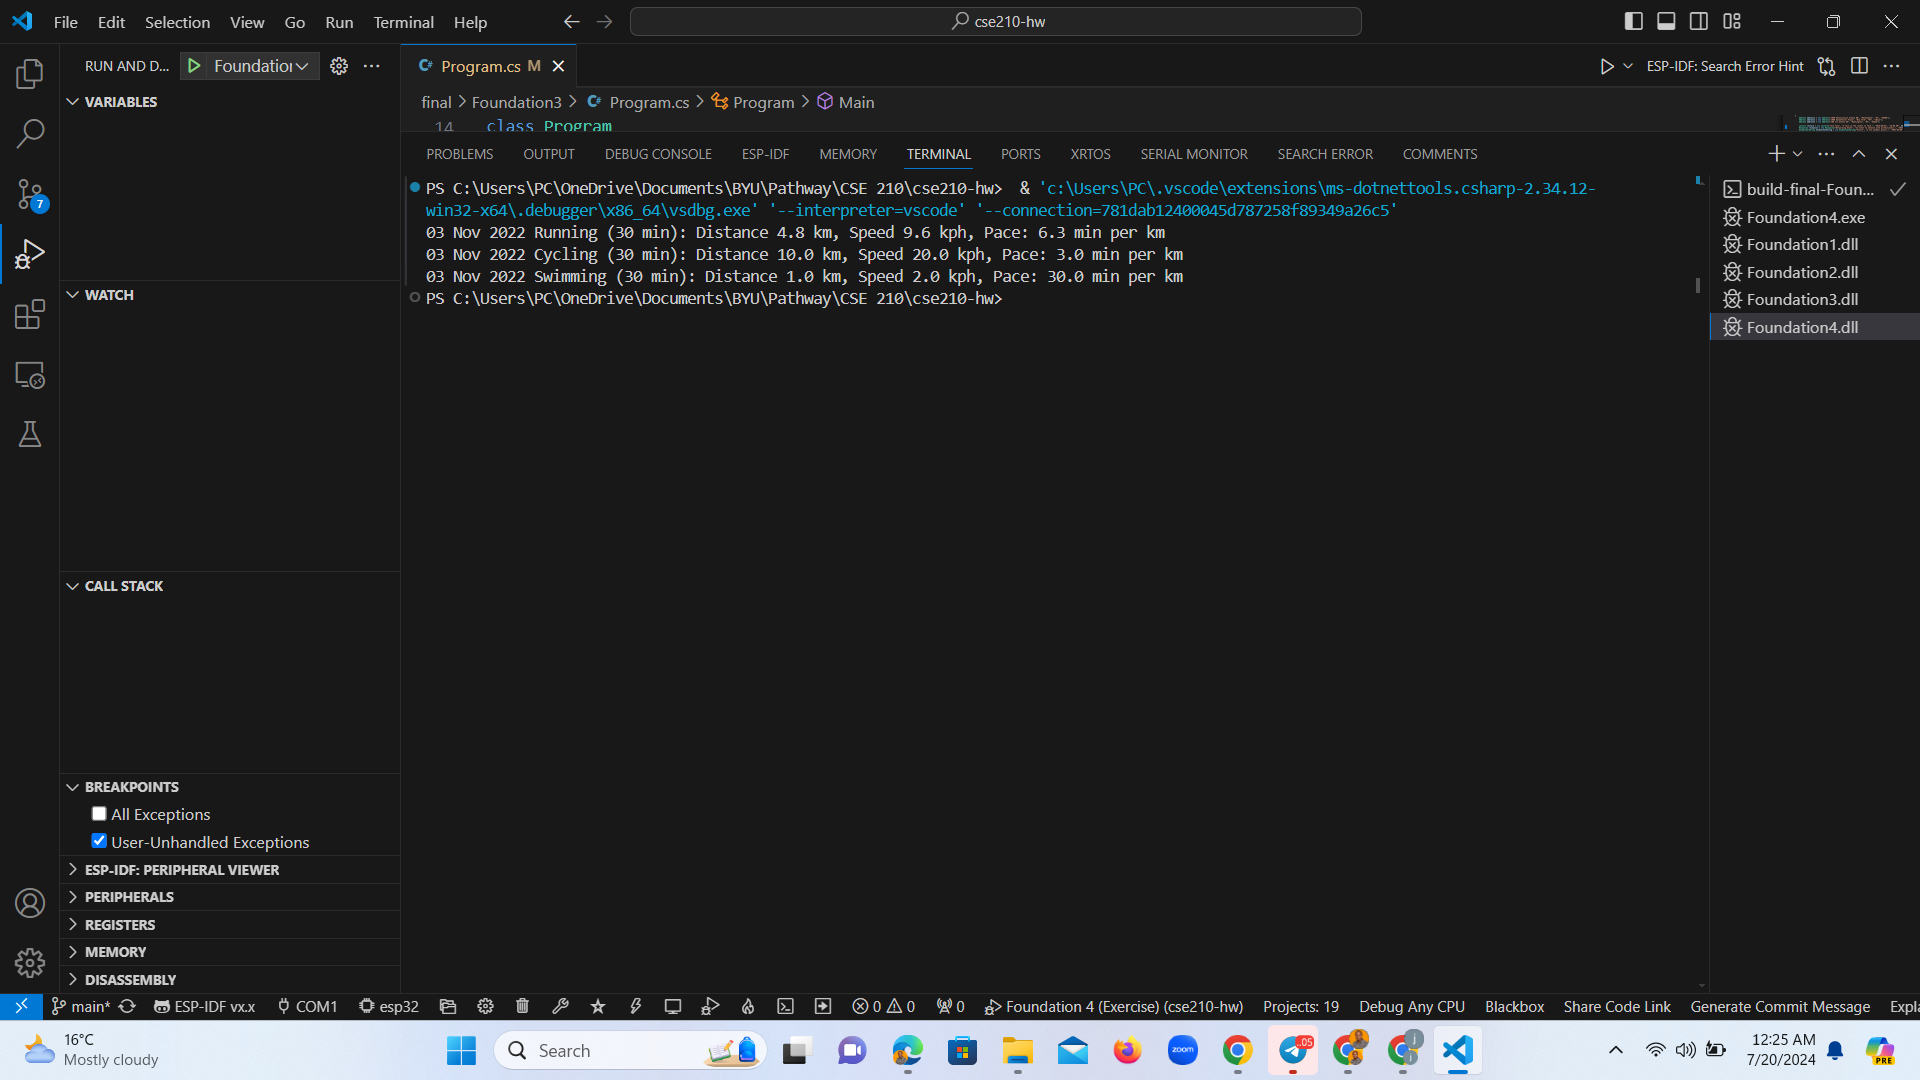 File Edit Selection View Go Run Terminal Help
cse210-hw
RUN AND D... Foundation
Program.cs M
ESP-IDF: Search Error Hint
VARIABLES
final > Foundation3 > Program.cs > Program > Main
14 class Program
PROBLEMS OUTPUT DEBUG CONSOLE ESP-IDF MEMORY TERMINAL PORTS XRTOS SERIAL MONITOR SEARCH ERROR COMMENTS
PS C:\Users\PC\OneDrive\Documents\BYU\Pathway\CSE 210\cse210-hw> & 'c:\Users\PC\.vscode\extensions\ms-dotnettools.csharp-2.34.12-
win32-x64\.debugger\x86_64\vsdbg.exe' '--interpreter=vscode' '--connection=781dab12400045d787258f89349a26c5'
03 Nov 2022 Running (30 min): Distance 4.8 km, Speed 9.6 kph, Pace: 6.3 min per km
03 Nov 2022 Cycling (30 min): Distance 10.0 km, Speed 20.0 kph, Pace: 3.0 min per km
03 Nov 2022 Swimming (30 min): Distance 1.0 km, Speed 2.0 kph, Pace: 30.0 min per km
PS C:\Users\PC\OneDrive\Documents\BYU\Pathway\CSE 210\cse210-hw>
build-final-Foun...
Foundation4.exe
Foundation1.dll
Foundation2.dll
Foundation3.dll
Foundation4.dll
7
WATCH
CALL STACK
BREAKPOINTS
All Exceptions
User-Unhandled Exceptions
ESP-IDF: PERIPHERAL VIEWER
PERIPHERALS
REGISTERS
MEMORY
DISASSEMBLY
main* ESP-IDF vx.x COM1 esp32 0 0 0 Foundation 4 (Exercise) (cse210-hw) Projects: 19 Debug Any CPU Blackbox Share Code Link Generate Commit Message Expla
16°C
Mostly cloudy
Search
zoom
.05
12:25 AM
7/20/2024
PRE